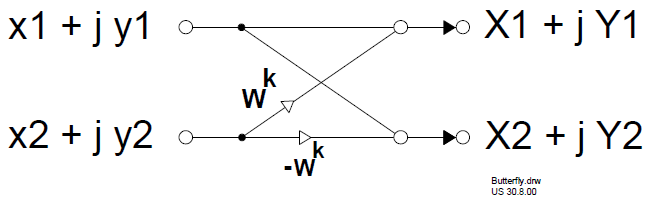 x1 + j y1
X1 + j Y1
W^k
x2 + j y2
X2 + j Y2
-W^k
Butterfly.drw
US 30.8.00